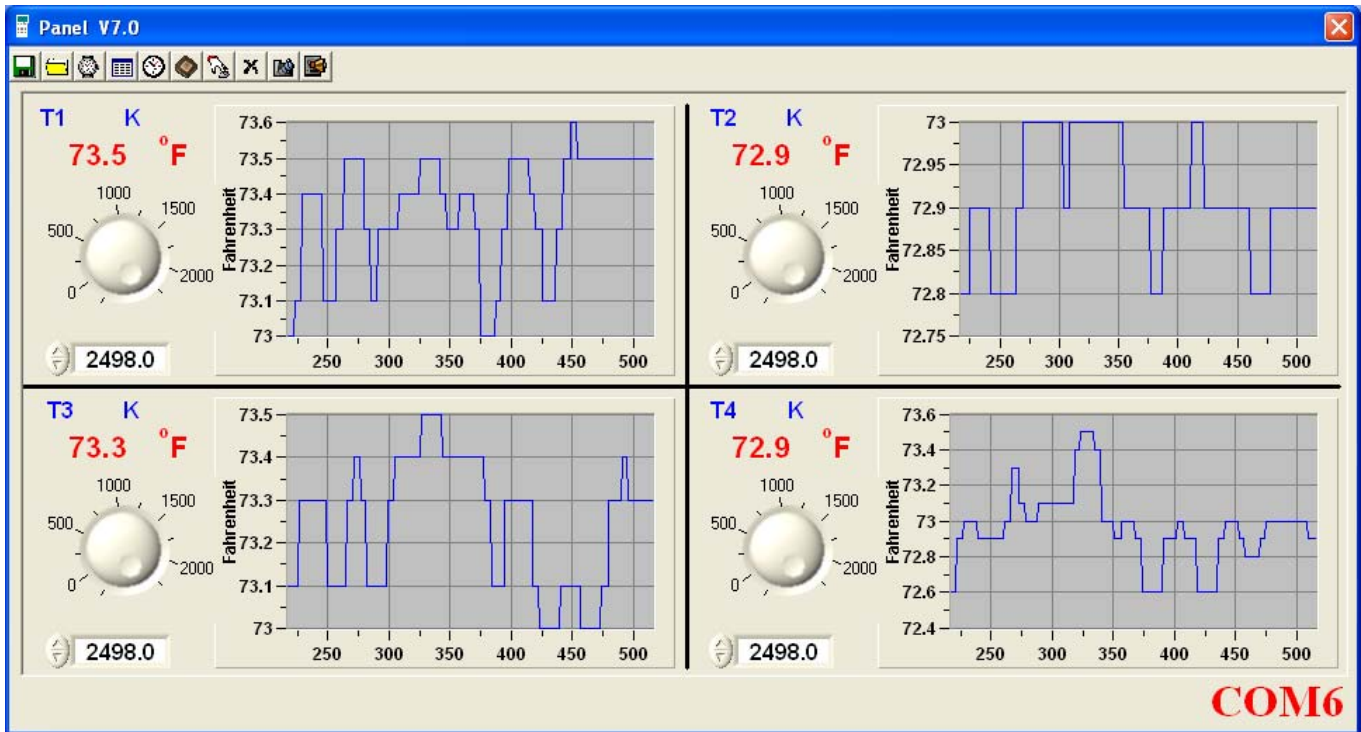 Panel V7.0
T1 K
73.5 °F
0 500 1000 1500 2000
2498.0
Fahrenheit
73.6
73.5
73.4
73.3
73.2
73.1
73
250 300 350 400 450 500
T2 K
72.9 °F
0 500 1000 1500 2000
2498.0
Fahrenheit
73
72.95
72.9
72.85
72.8
72.75
250 300 350 400 450 500
T3 K
73.3 °F
0 500 1000 1500 2000
2498.0
Fahrenheit
73.5
73.4
73.3
73.2
73.1
73
250 300 350 400 450 500
T4 K
72.9 °F
0 500 1000 1500 2000
2498.0
Fahrenheit
73.6
73.4
73.2
73
72.8
72.6
72.4
250 300 350 400 450 500
COM6